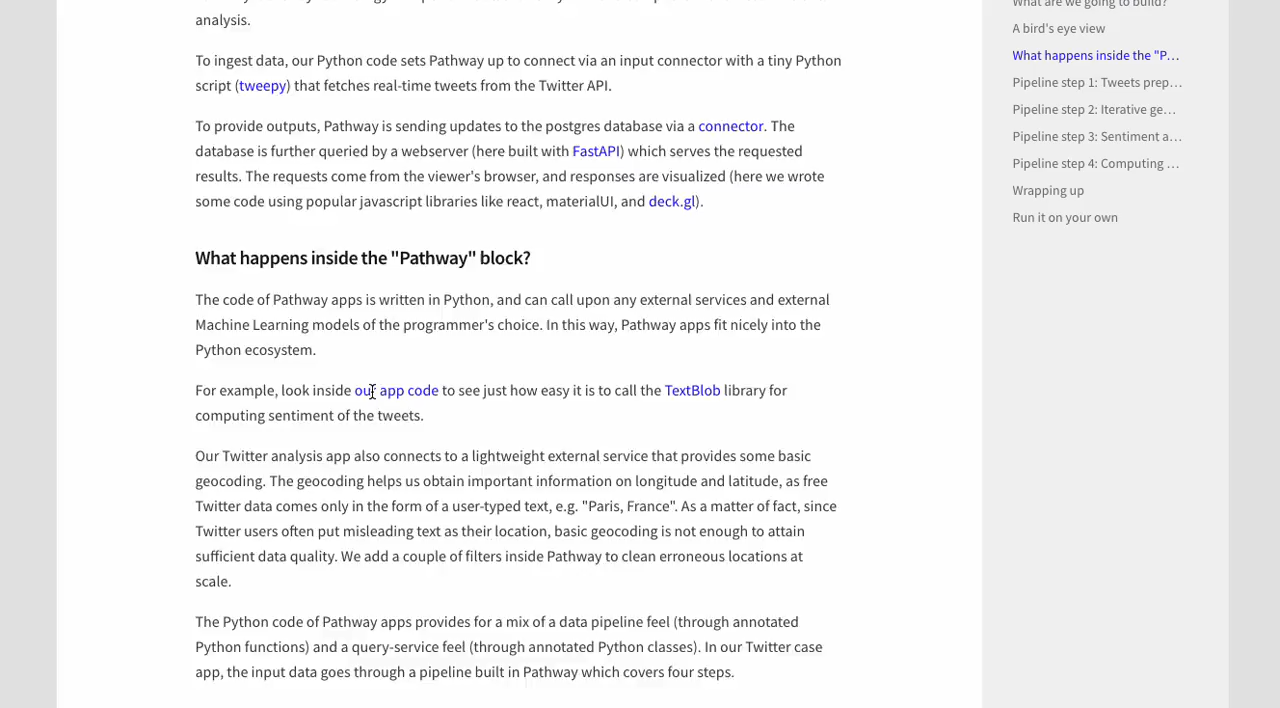 analysis.
To ingest data, our Python code sets Pathway up to connect via an input connector with a tiny Python
script (tweepy) that fetches real-time tweets from the Twitter API.
To provide outputs, Pathway is sending updates to the postgres database via a connector. The
database is further queried by a webserver (here built with FastAPI) which serves the requested
results. The requests come from the viewer's browser, and responses are visualized (here we wrote
some code using popular javascript libraries like react, materialUI, and deck.gl).
What happens inside the "Pathway" block?
The code of Pathway apps is written in Python, and can call upon any external services and external
Machine Learning models of the programmer's choice. In this way, Pathway apps fit nicely into the
Python ecosystem.
For example, look inside our app code to see just how easy it is to call the TextBlob library for
computing sentiment of the tweets.
Our Twitter analysis app also connects to a lightweight external service that provides some basic
geocoding. The geocoding helps us obtain important information on longitude and latitude, as free
Twitter data comes only in the form of a user-typed text, e.g. "Paris, France". As a matter of fact, since
Twitter users often put misleading text as their location, basic geocoding is not enough to attain
sufficient data quality. We add a couple of filters inside Pathway to clean erroneous locations at
scale.
The Python code of Pathway apps provides for a mix of a data pipeline feel (through annotated
Python functions) and a query-service feel (through annotated Python classes). In our Twitter case
app, the input data goes through a pipeline built in Pathway which covers four steps.
What are we going to build?
A bird's eye view
What happens inside the "P…
Pipeline step 1: Tweets prep…
Pipeline step 2: Iterative ge…
Pipeline step 3: Sentiment a…
Pipeline step 4: Computing …
Wrapping up
Run it on your own